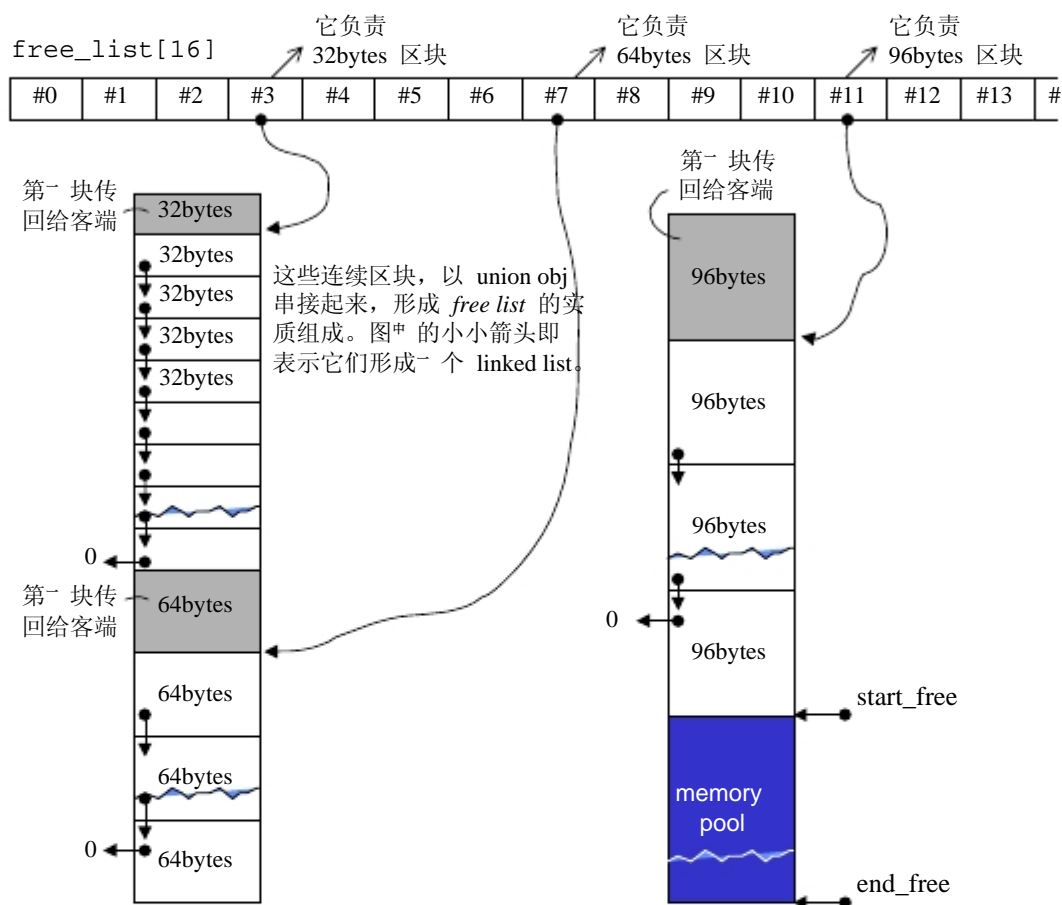 free_list[16]
它负责
32bytes 区块
它负责
64bytes 区块
它负责
96bytes 区块
#0 #1 #2 #3 #4 #5 #6 #7 #8 #9 #10 #11 #12 #13 #
第一 块传
回给客端
32bytes
32bytes
32bytes
32bytes
32bytes
这些连续区块，以 union obj
串接起来，形成 free list 的实
质组成。图中 的小小箭头即
表示它们形成一 个 linked list。
0
第一 块传
回给客端
64bytes
64bytes
64bytes
0
64bytes
第一 块传
回给客端
96bytes
96bytes
96bytes
0
96bytes
start_free
memory
pool
end_free